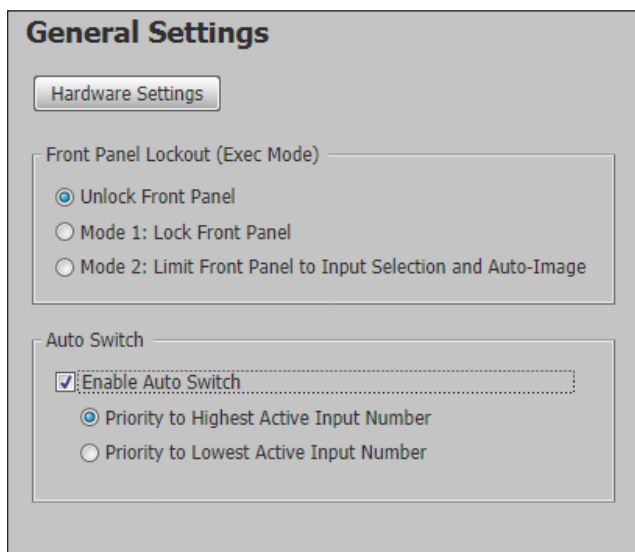 General Settings
Hardware Settings
Front Panel Lockout (Exec Mode)
Unlock Front Panel
Mode 1: Lock Front Panel
Mode 2: Limit Front Panel to Input Selection and Auto-Image
Auto Switch
Enable Auto Switch
Priority to Highest Active Input Number
Priority to Lowest Active Input Number